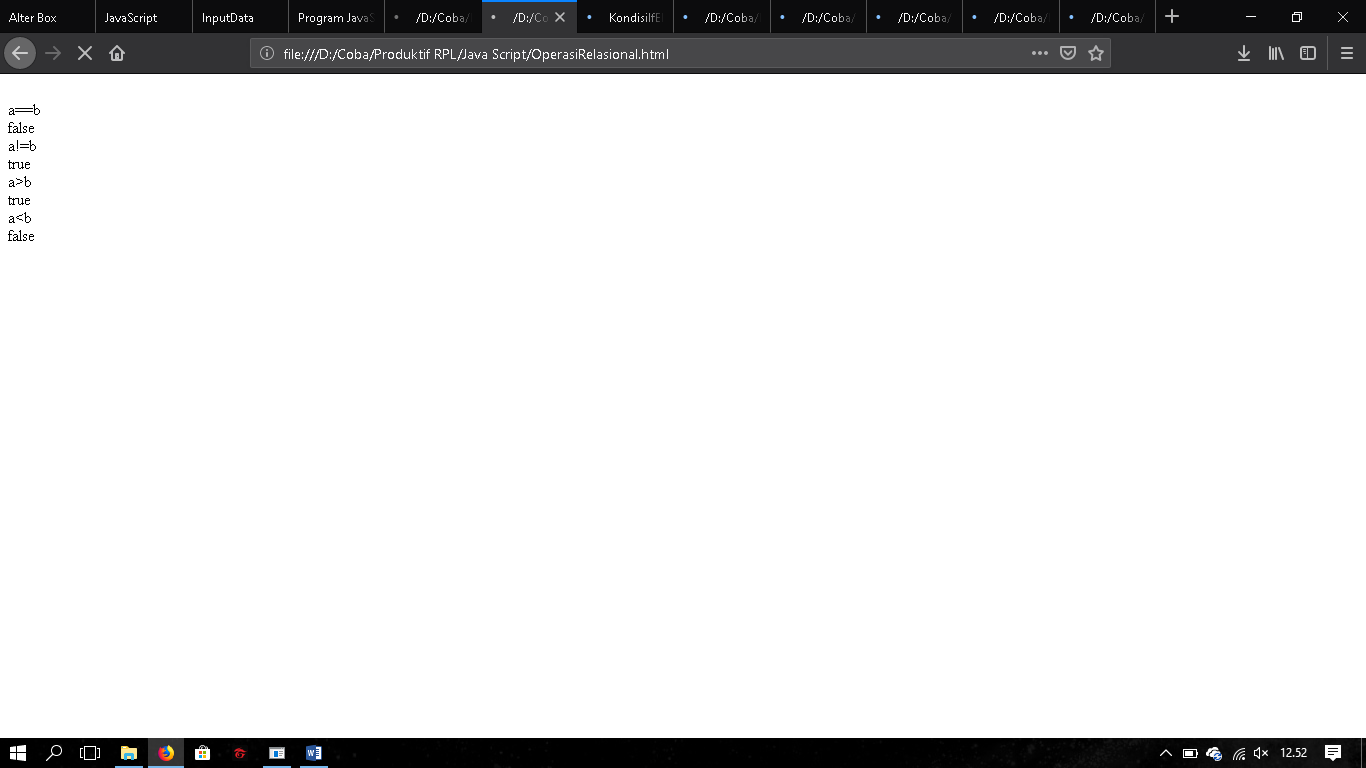 Alter Box
JavaScript
InputData
Program JavaS
/D:/Coba/
/D:/Co
KondisiIfE
/D:/Coba/
/D:/Coba/
/D:/Coba/
/D:/Coba/
/D:/Coba/
file:///D:/Coba/Produktif RPL/Java Script/OperasiRelasional.html
a==b
false
a!=b
true
a>b
true
a<b
false
12.52